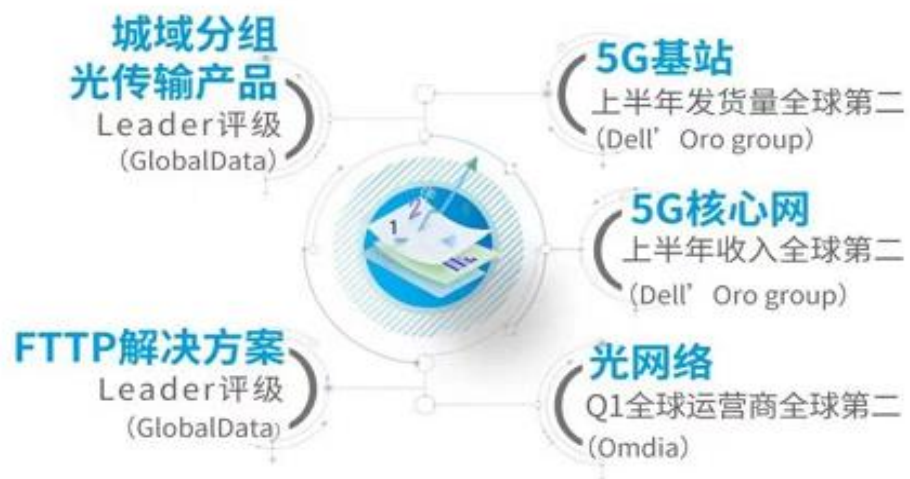 城域分组
光传输产品
Leader评级
(GlobalData)
FTTP解决方案
Leader评级
(GlobalData)
1
2
5G基站
上半年发货量全球第二
(Dell’ Oro group)
5G核心网
上半年收入全球第二
(Dell’ Oro group)
光网络
Q1全球运营商全球第二
(Omdia)